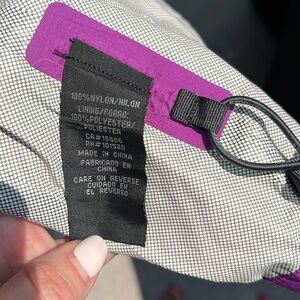 100%NYLON/NILON
LINING/FORRO:
100%POLYESTER/
POLIESTER
CA#18006
RN#101520
MADE IN CHINA
FABRICADO EN
CHINA
CARE ON REVERSE
CUIDADO EN
EL REVERSO